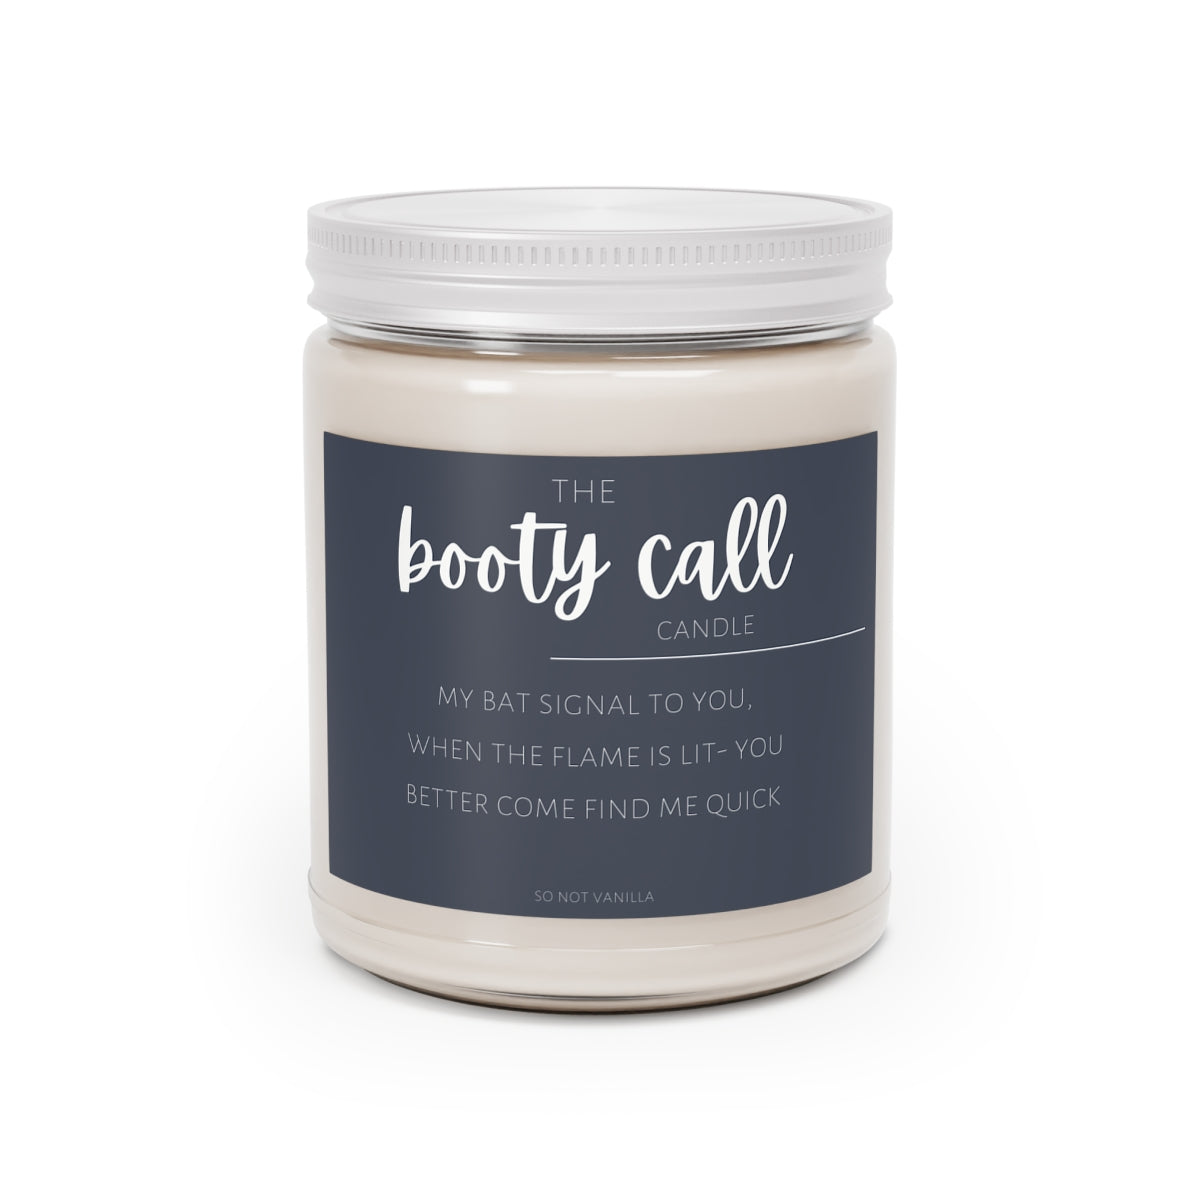 THE
booty call
CANDLE
MY BAT SIGNAL TO YOU,
WHEN THE FLAME IS LIT- YOU
BETTER COME FIND ME QUICK
SO NOT VANILLA